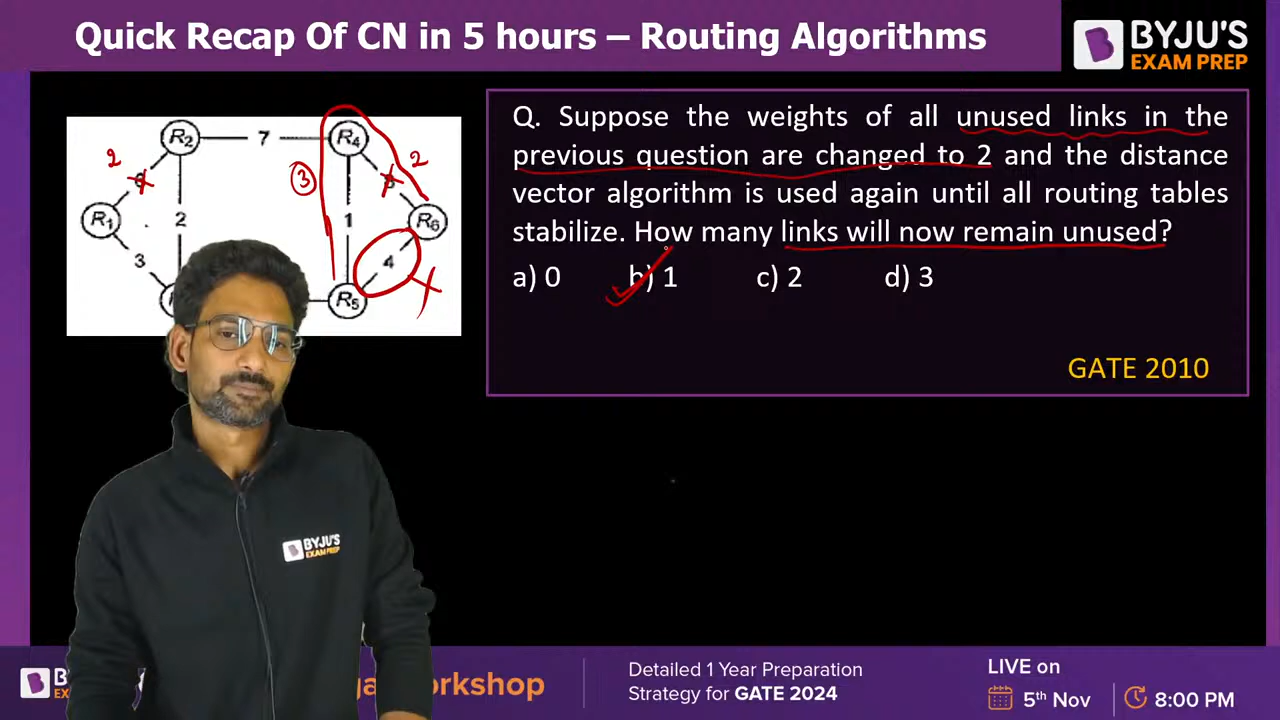 Quick Recap Of CN in 5 hours – Routing Algorithms
BYJU'S
EXAM PREP
R2
7
R4
2
2
3
R1
2
1
R6
3
4
R5
Q. Suppose the weights of all unused links in the
previous question are changed to 2 and the distance
vector algorithm is used again until all routing tables
stabilize. How many links will now remain unused?
a) 0 b) 1 c) 2 d) 3
GATE 2010
BYJU'S
EXAM PREP
orkshop
Detailed 1 Year Preparation
Strategy for GATE 2024
LIVE on
5th Nov
8:00 PM